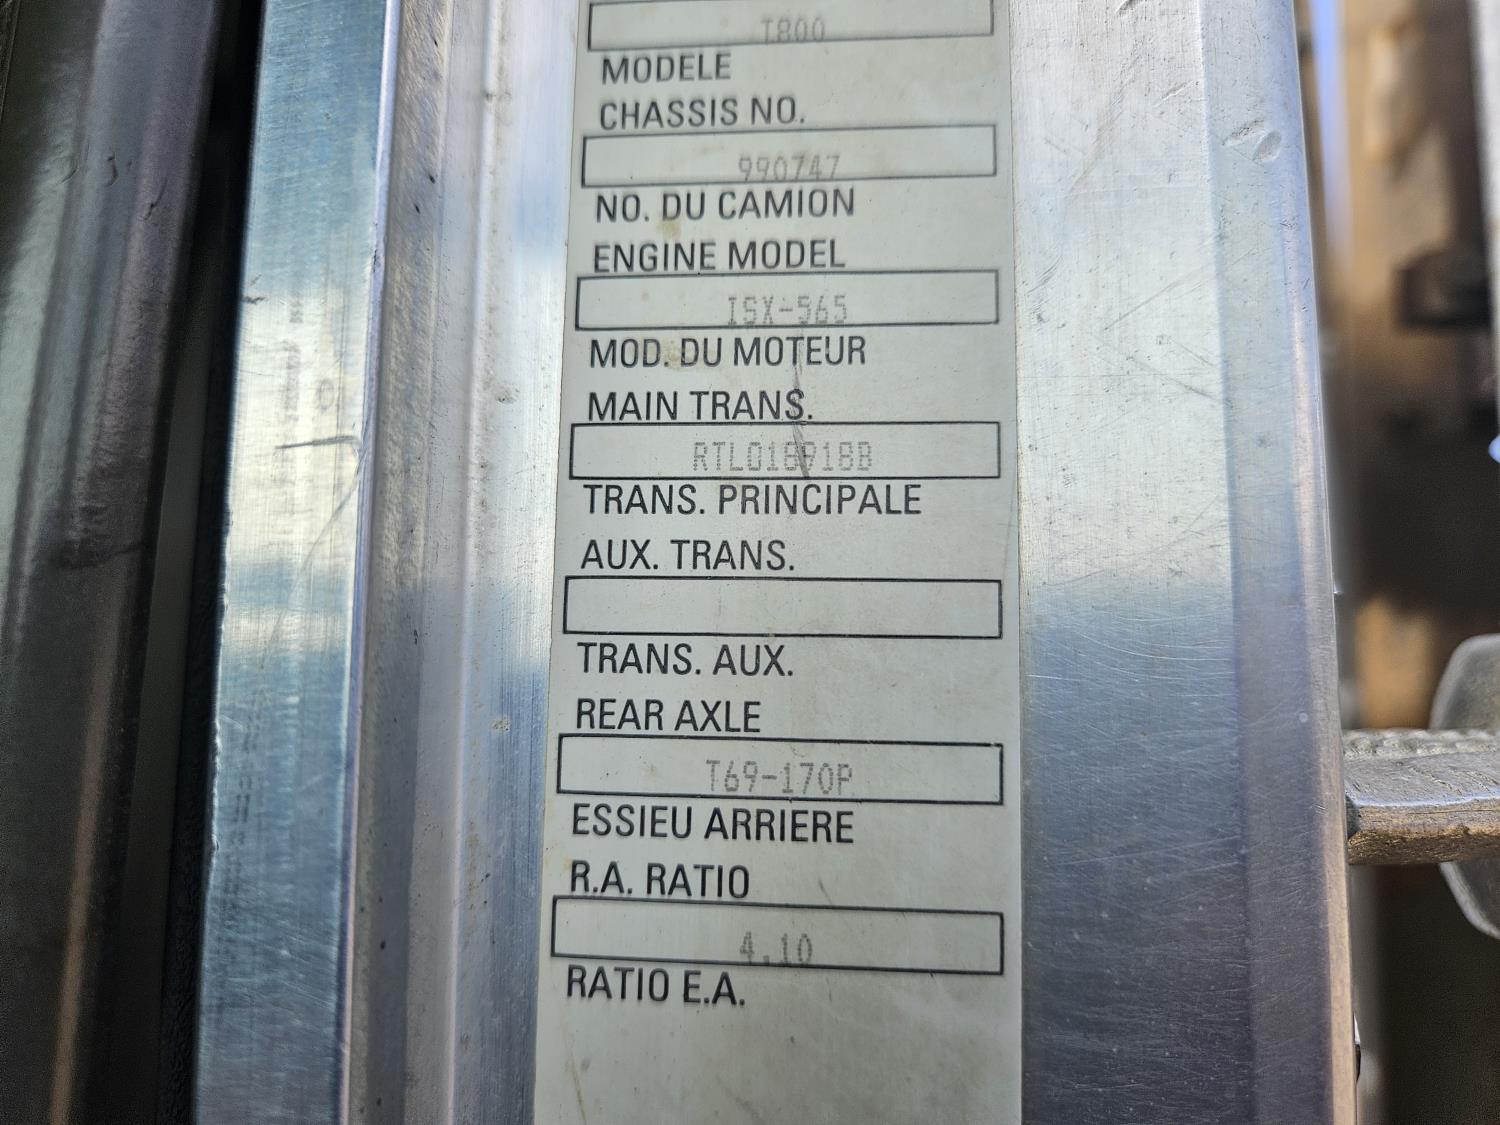 T800
MODELE
CHASSIS NO.
990747
NO. DU CAMION
ENGINE MODEL
ISX-565
MOD. DU MOTEUR
MAIN TRANS.
RTLO18918B
TRANS. PRINCIPALE
AUX. TRANS.
TRANS. AUX.
REAR AXLE
T69-170P
ESSIEU ARRIERE
R.A. RATIO
4.10
RATIO E.A.